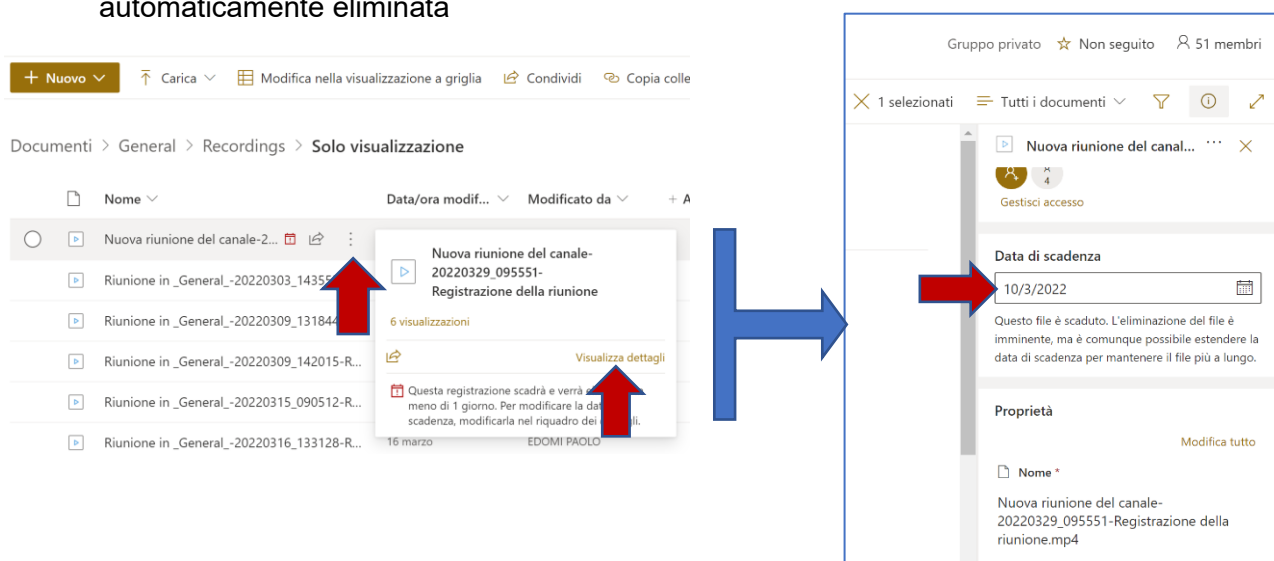 automaticamente eliminata
Nuovo Carica Modifica nella visualizzazione a griglia Condividi Copia colle
Documenti > General > Recordings > Solo visualizzazione
Nome Data/ora modif... Modificato da + A
Nuova riunione del canale-2...
Riunione in _General_-20220303_1435
Riunione in _General_-20220309_131844
Riunione in _General_-20220309_142015-R...
Riunione in _General_-20220315_090512-R...
Riunione in _General_-20220316_133128-R... 16 marzo EDOMI PAOLO
Nuova riunione del canale-
20220329_095551-
Registrazione della riunione
6 visualizzazioni
Visualizza dettagli
Questa registrazione scadrà e verrà
meno di 1 giorno. Per modificare la
scadenza, modificarla nel riquadro dei
Gruppo privato Non seguito 51 membri
1 selezionati Tutti i documenti
Nuova riunione del canal... ...
4
Gestisci accesso
Data di scadenza
10/3/2022
Questo file è scaduto. L'eliminazione del file è
imminente, ma è comunque possibile estendere la
data di scadenza per mantenere il file più a lungo.
Proprietà
Modifica tutto
Nome *
Nuova riunione del canale-
20220329_095551-Registrazione della
riunione.mp4